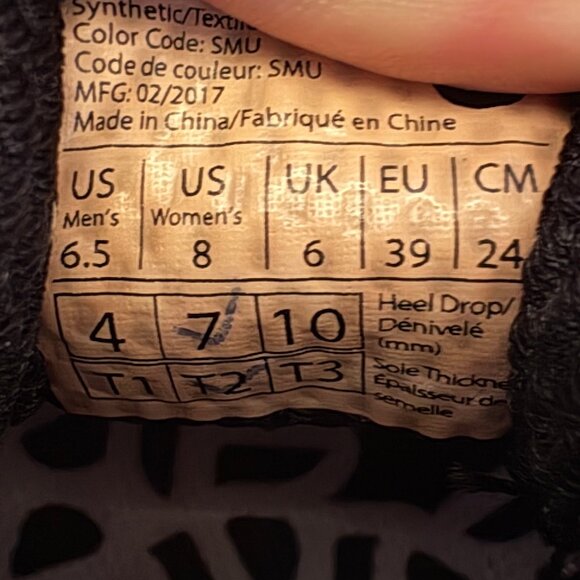 Synthetic/Textile
Color Code: SMU
Code de couleur: SMU
MFG: 02/2017
Made in China/Fabriqué en Chine
US US UK EU CM
Men's Women's
6.5 8 6 39 24
4 7 10 Heel Drop/
Dénivelé
(mm)
T1 T2 T3 Sole Thickne
Épaisseur de
semelle